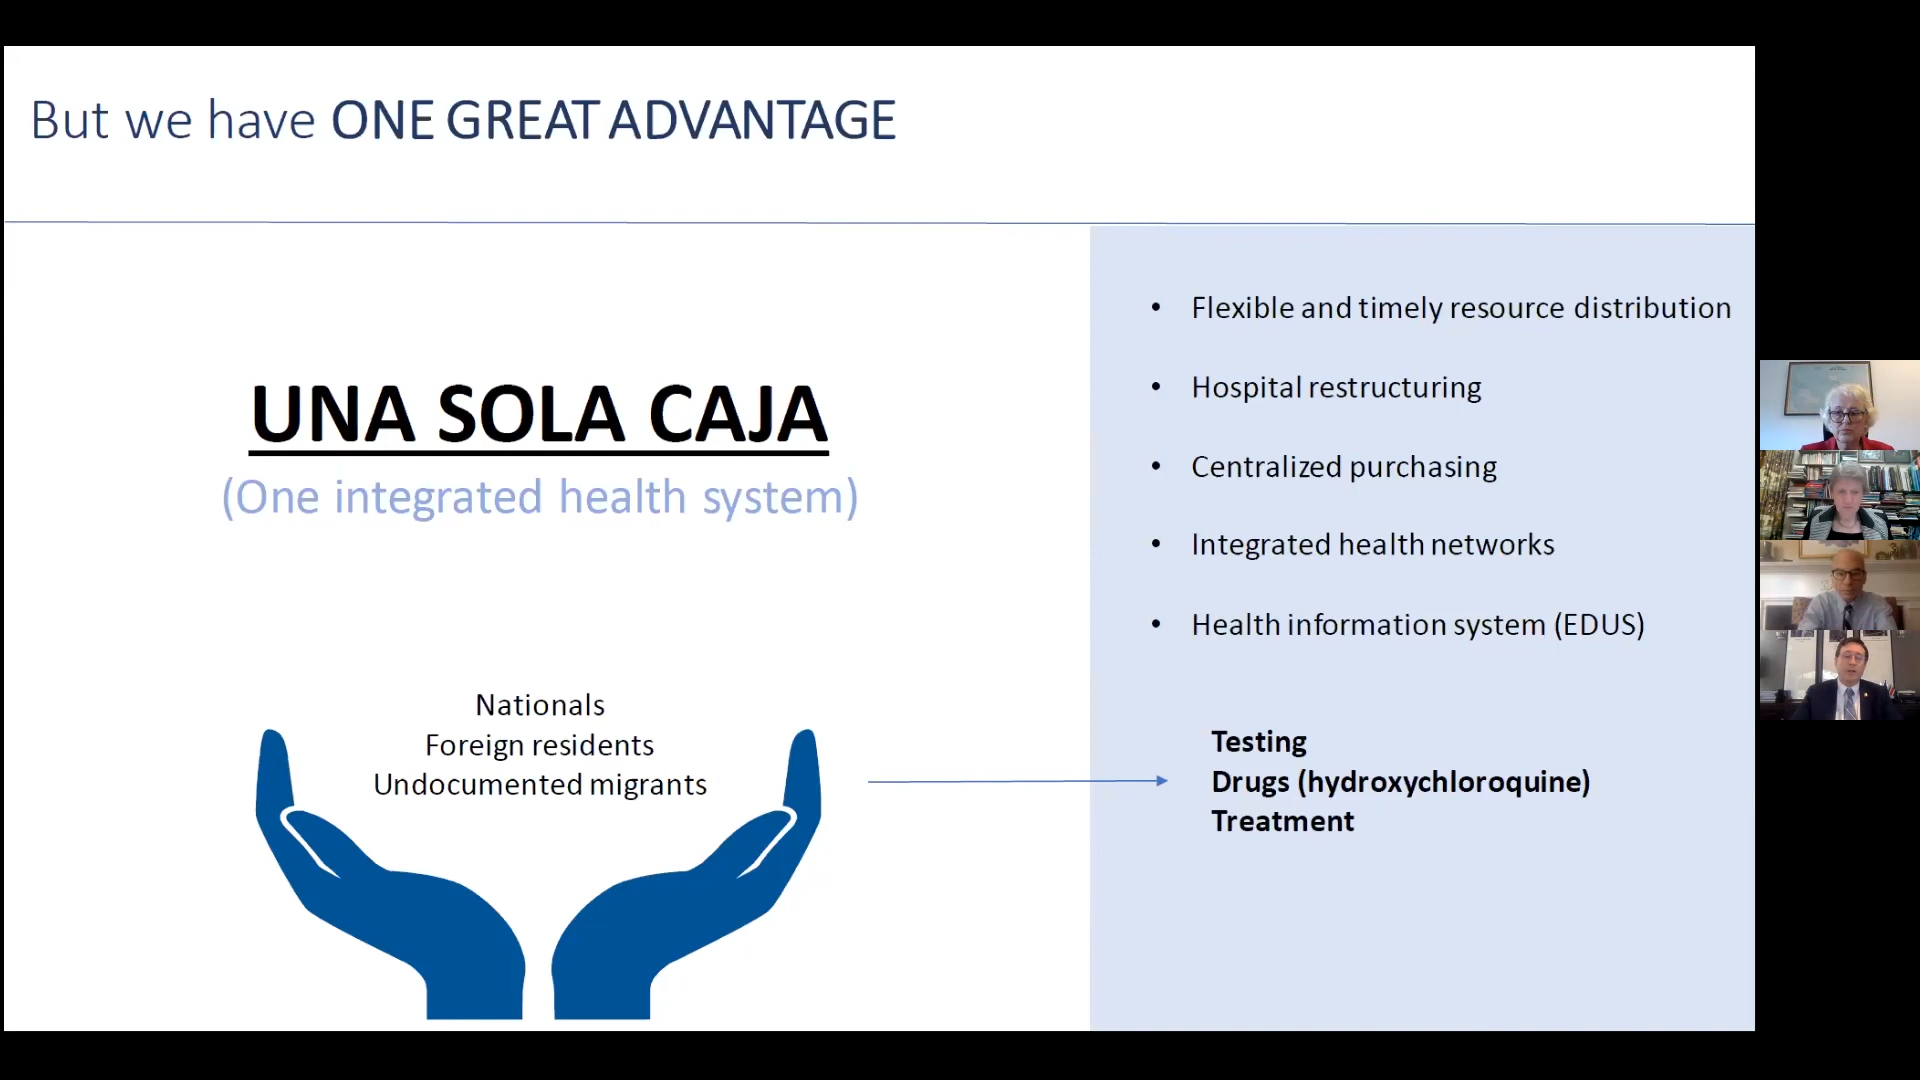 But we have ONE GREAT ADVANTAGE
UNA SOLA CAJA
(One integrated health system)
Nationals
Foreign residents
Undocumented migrants
• Flexible and timely resource distribution
• Hospital restructuring
• Centralized purchasing
• Integrated health networks
• Health information system (EDUS)
Testing
Drugs (hydroxychloroquine)
Treatment